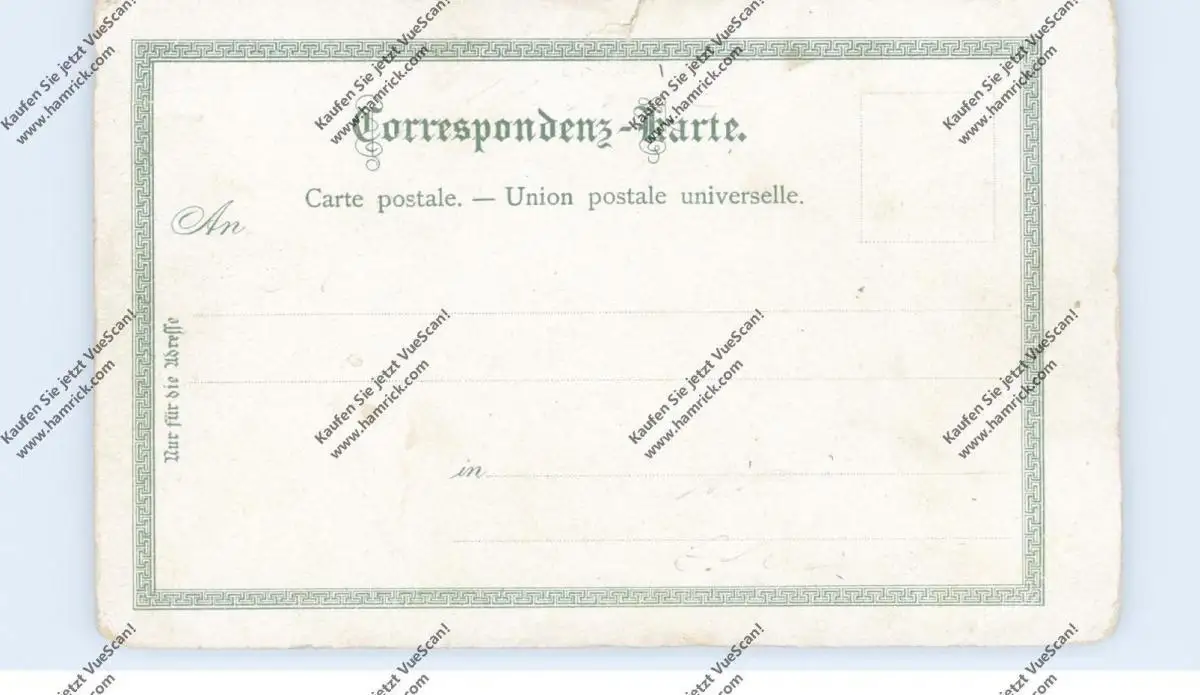 Correspondenz-Karte.
Carte postale. — Union postale universelle.
An
Nur für die Adresse
in
Kaufen Sie jetzt VueScan!
www.hamrick.com